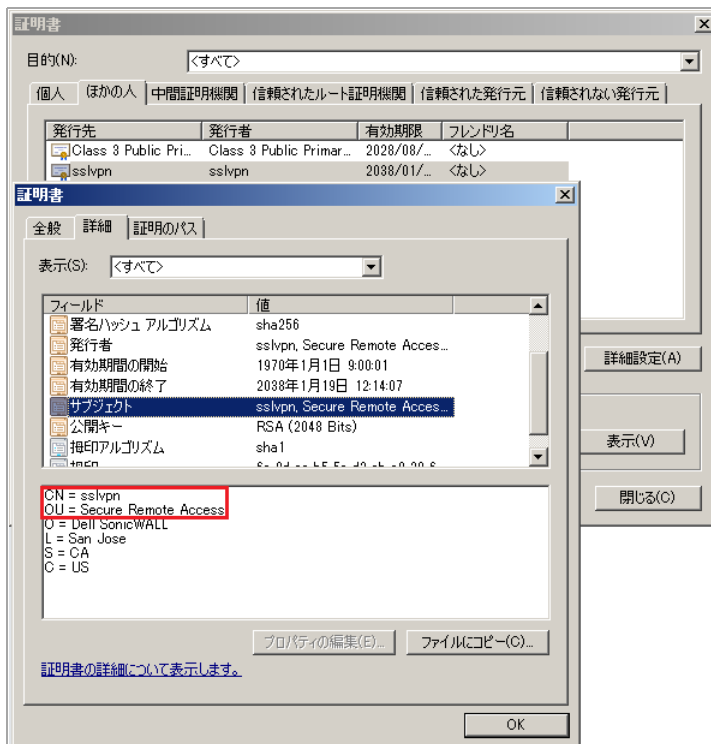 証明書
目的(N): <すべて>
個人 ほかの人 中間証明機関 信頼されたルート証明機関 信頼された発行元 信頼されない発行元
発行先 発行者 有効期限 フレンドリ名
Class 3 Public Pri... Class 3 Public Primar... 2028/08/... <なし>
sslvpn sslvpn 2038/01/... <なし>
証明書
全般 詳細 証明のパス
表示(S): <すべて>
フィールド 値
署名ハッシュ アルゴリズム sha256
発行者 sslvpn, Secure Remote Acces...
有効期間の開始 1970年1月1日 9:00:01
有効期間の終了 2038年1月19日 12:14:07
サブジェクト sslvpn, Secure Remote Acces...
公開キー RSA (2048 Bits)
拇印アルゴリズム sha1
拇印
CN = sslvpn
OU = Secure Remote Access
O = Dell SonicWALL
L = San Jose
S = CA
C = US
プロパティの編集(E)... ファイルにコピー(C)...
証明書の詳細について表示します。
OK
詳細設定(A)
表示(V)
閉じる(C)